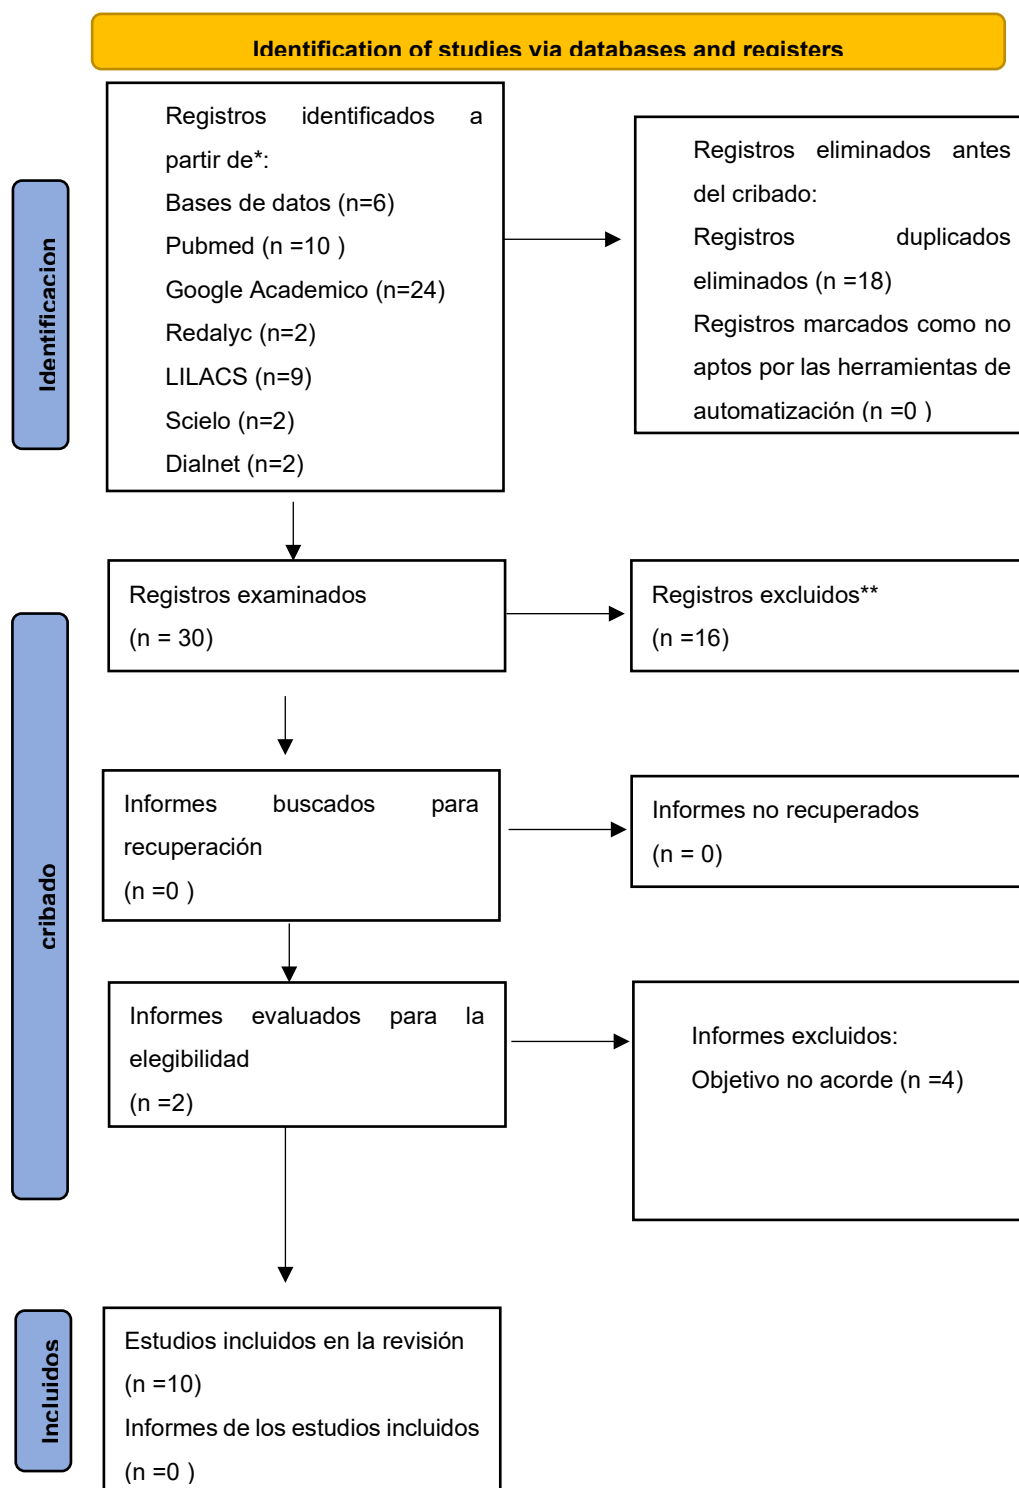 Identification of studies via databases and registers
Registros identificados a
partir de*:
Bases de datos (n=6)
Pubmed (n =10 )
Google Academico (n=24)
Redalyc (n=2)
LILACS (n=9)
Scielo (n=2)
Dialnet (n=2)
Registros eliminados antes
del cribado:
Registros duplicados
eliminados (n =18)
Registros marcados como no
aptos por las herramientas de
automatización (n =0 )
Identificacion
Registros examinados
(n = 30)
Registros excluidos**
(n =16)
Informes buscados para
recuperación
(n =0 )
Informes no recuperados
(n = 0)
cribado
Informes evaluados para la
elegibilidad
(n =2)
Informes excluidos:
Objetivo no acorde (n =4)
Incluidos
Estudios incluidos en la revisión
(n =10)
Informes de los estudios incluidos
(n =0 )